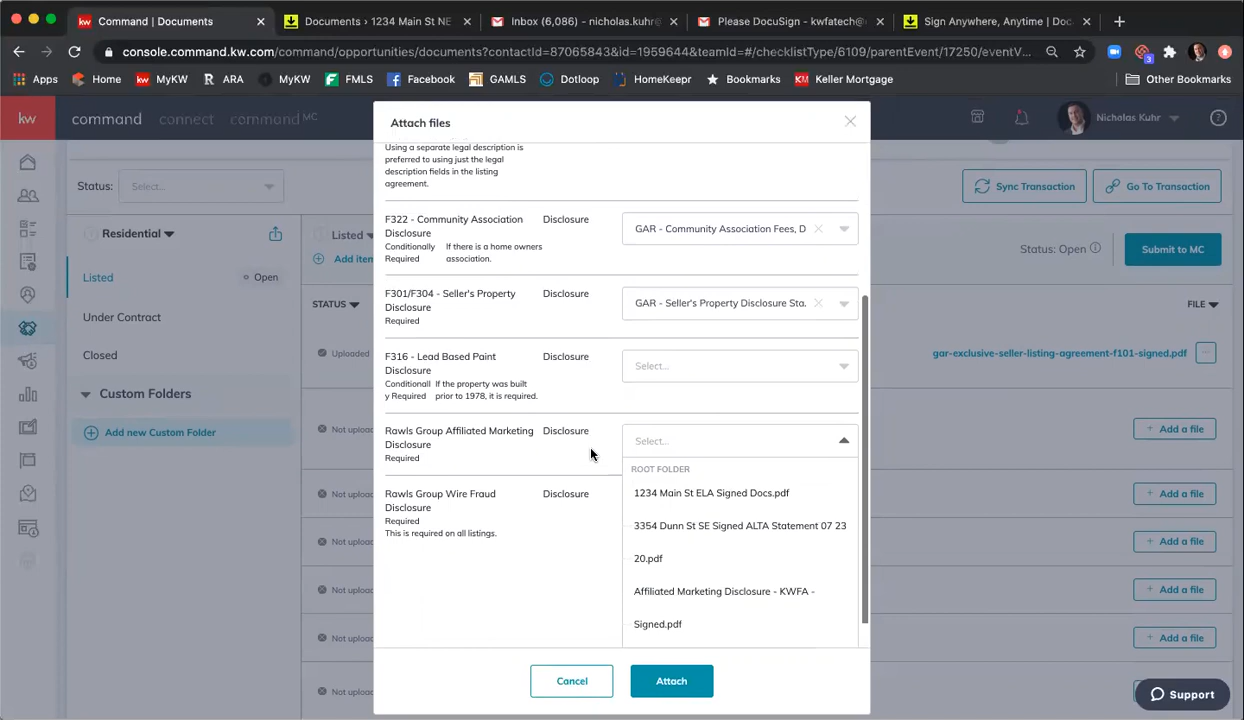 Command | Documents
Documents › 1234 Main St NE
Inbox (6,086) - nicholas.kuhr@
Please DocuSign - kwfatech@
Sign Anywhere, Anytime | Doc
console.command.kw.com/command/opportunities/documents?contactId=87065843&id=1959644&teamId=#/checklistType/6109/parentEvent/17250/eventV...
3
Apps
Home
MyKW
ARA
MyKW
FMLS
Facebook
GAMLS
Dotloop
HomeKeepr
Bookmarks
Keller Mortgage
Other Bookmarks
kw
command
connect
command MC
Nicholas Kuhr
Status:
Select...
Sync Transaction
Go To Transaction
Residential
Listed
Open
Under Contract
Closed
Custom Folders
Add new Custom Folder
Listed
Add item
Status: Open
Submit to MC
STATUS
FILE
Uploaded
gar-exclusive-seller-listing-agreement-f101-signed.pdf
Not uploa
+ Add a file
Not uploa
+ Add a file
Not uploa
+ Add a file
Not uploa
+ Add a file
Not uploa
+ Add a file
Not uploa
Attach files
Using a separate legal description is
preferred to using just the legal
description fields in the listing
agreement.
F322 - Community Association
Disclosure
Disclosure
Conditionally
Required
If there is a home owners
association.
GAR - Community Association Fees, D
F301/F304 - Seller's Property
Disclosure
Disclosure
Required
GAR - Seller's Property Disclosure Sta.
F316 - Lead Based Paint
Disclosure
Disclosure
Conditionall
y Required
If the property was built
prior to 1978, it is required.
Select...
Rawls Group Affiliated Marketing
Disclosure
Disclosure
Required
Select...
ROOT FOLDER
1234 Main St ELA Signed Docs.pdf
3354 Dunn St SE Signed ALTA Statement 07 23
20.pdf
Affiliated Marketing Disclosure - KWFA -
Signed.pdf
Rawls Group Wire Fraud
Disclosure
Disclosure
Required
This is required on all listings.
Cancel
Attach
Support